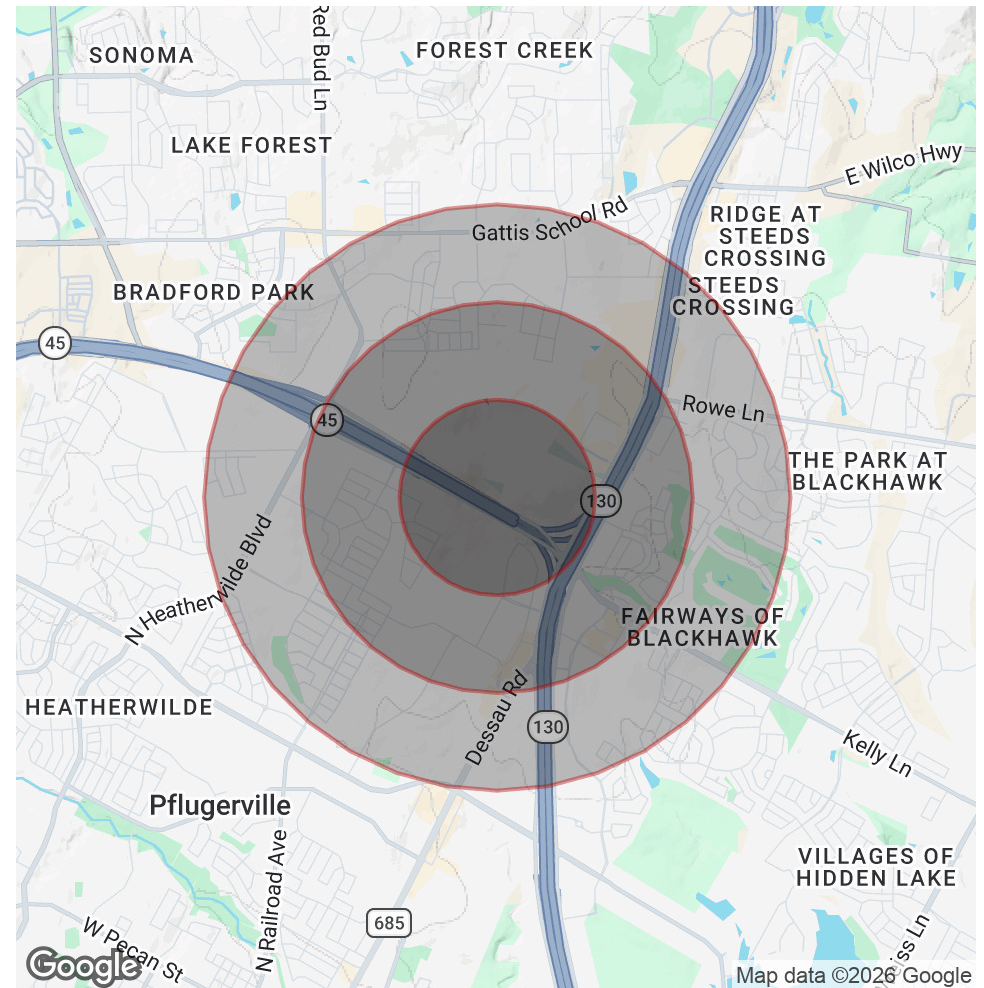 SONOMA
Red Bud Ln
FOREST CREEK
LAKE FOREST
E Wilco Hwy
Gattis School Rd
RIDGE AT
STEEDS
CROSSING
STEEDS
CROSSING
BRADFORD PARK
45
45
Rowe Ln
THE PARK AT
BLACKHAWK
130
N Heatherwilde Blvd
FAIRWAYS OF
BLACKHAWK
HEATHERWILDE
Dessau Rd
130
Kelly Ln
Pflugerville
N Railroad Ave
VILLAGES OF
HIDDEN LAKE
685
W Pecan St
Ln
Google
Map data ©2026 Google